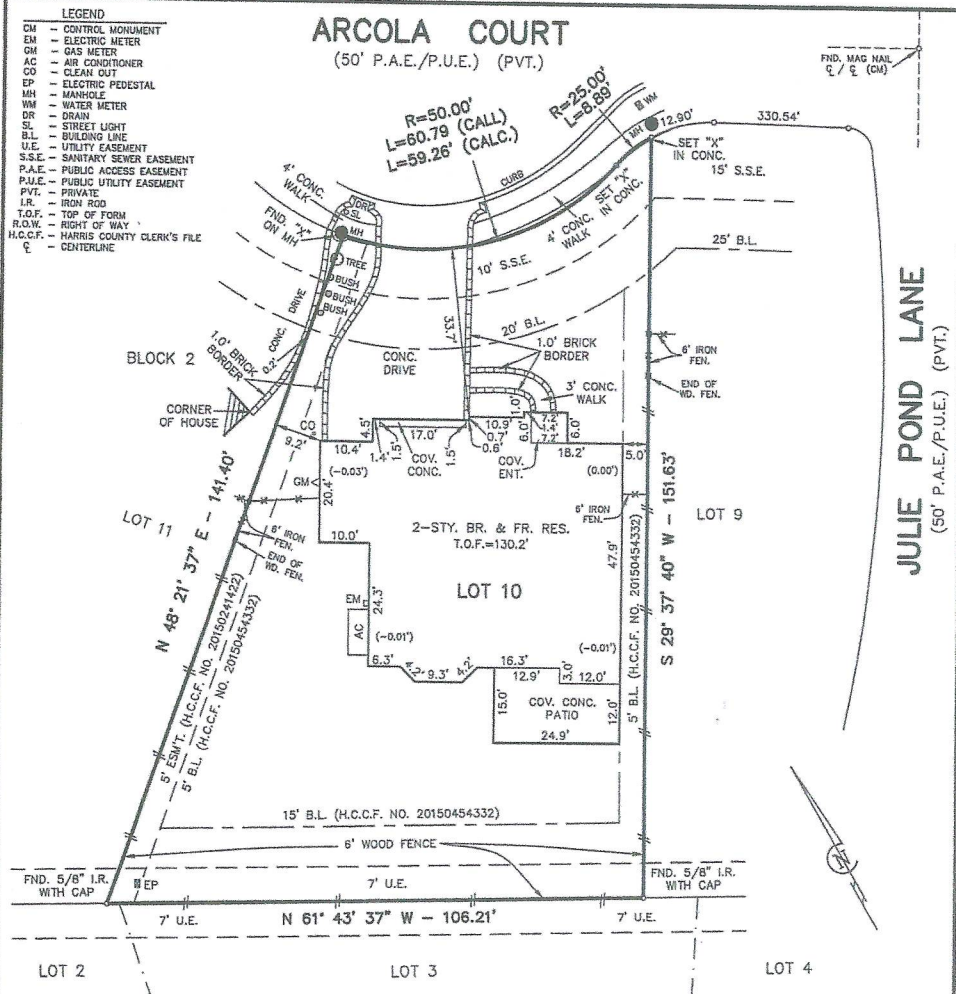 LEGEND
CM – CONTROL MONUMENT
EM – ELECTRIC METER
GM – GAS METER
AC – AIR CONDITIONER
CO – CLEAN OUT
EP – ELECTRIC PEDESTAL
MH – MANHOLE
WM – WATER METER
DR – DRAIN
SL – STREET LIGHT
B.L – BUILDING LINE
U.E. – UTILITY EASEMENT
S.S.E. – SANITARY SEWER EASEMENT
P.A.E. – PUBLIC ACCESS EASEMENT
P.U.E. – PUBLIC UTILITY EASEMENT
PVT. – PRIVATE
I.R. – IRON ROD
T.O.F. – TOP OF FORM
R.O.W. – RIGHT OF WAY
H.C.C.F. – HARRIS COUNTY CLERK'S FILE
℄ – CENTERLINE
ARCOLA COURT
(50' P.A.E./P.U.E.) (PVT.)
FND. MAG NAIL
℄ / ℄ (CM)
R=50.00'
L=60.79 (CALL)
L=59.26' (CALC.)
R=25.00'
L=8.89'
WM
MH
12.90'
330.54'
SET "X"
IN CONC.
15' S.S.E.
CURB
SET "X"
IN CONC.
4' CONC.
WALK
4' CONC.
WALK
DR
SL
FND. "X"
ON MH
MH
TREE
BUSH
BUSH
BUSH
10' S.S.E.
25' B.L.
20' B.L.
33.7'
CONC.
DRIVE
0.2'
1.0' BRICK
BORDER
BLOCK 2
CORNER
OF HOUSE
CONC.
DRIVE
1.0' BRICK
BORDER
3' CONC.
WALK
6' IRON
FEN.
END OF
WD. FEN.
JULIE POND LANE
(50' P.A.E./P.U.E.) (PVT.)
CO
9.2'
10.4'
4.5'
1.4'
1.5'
17.0'
COV.
CONC.
1.5'
10.9'
0.7'
0.6'
1.0'
6.0'
7.2'
1.4'
7.2'
6.0'
COV.
ENT.
18.2'
5.0'
(-0.03')
(0.00')
GM
20.4'
10.0'
6' IRON
FEN.
LOT 9
LOT 11
6' IRON
FEN.
END OF
WD. FEN.
2–STY. BR. & FR. RES.
T.O.F.=130.2'
LOT 10
47.9'
N 48° 21' 37" E – 141.40'
S 29° 37' 40" W – 151.63'
5' B.L. (H.C.C.F. NO. 20150454332)
5' ESM'T. (H.C.C.F. NO. 20150241422)
5' B.L. (H.C.C.F. NO. 20150454332)
EM
24.3'
AC
(-0.01')
(-0.01')
6.3'
4.2'
9.3'
4.2'
16.3'
12.9'
3.0'
12.0'
15.0'
COV. CONC.
PATIO
12.0'
24.9'
15' B.L. (H.C.C.F. NO. 20150454332)
6' WOOD FENCE
FND. 5/8" I.R.
WITH CAP
EP
7' U.E.
FND. 5/8" I.R.
WITH CAP
7' U.E.
N 61° 43' 37" W – 106.21'
7' U.E.
N
LOT 2
LOT 3
LOT 4